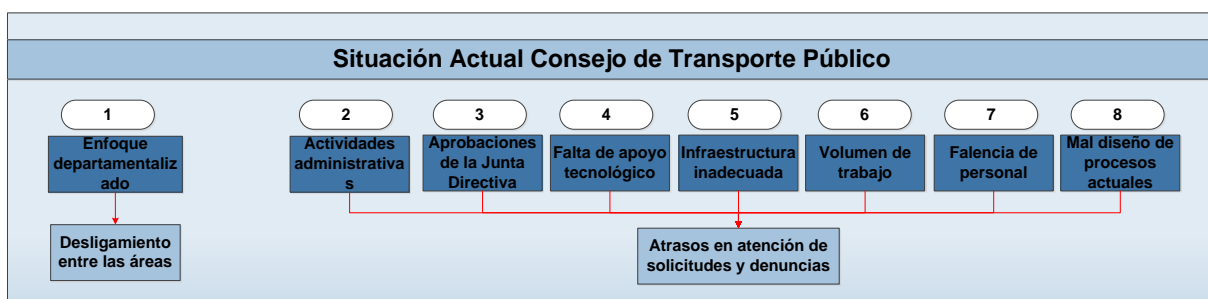 Situación Actual Consejo de Transporte Público
1
Enfoque
departamentaliz
ado
2
Actividades
administrativa
s
3
Aprobaciones
de la Junta
Directiva
4
Falta de apoyo
tecnológico
5
Infraestructura
inadecuada
6
Volumen de
trabajo
7
Falencia de
personal
8
Mal diseño de
procesos
actuales
Desligamiento
entre las áreas
Atrasos en atención de
solicitudes y denuncias